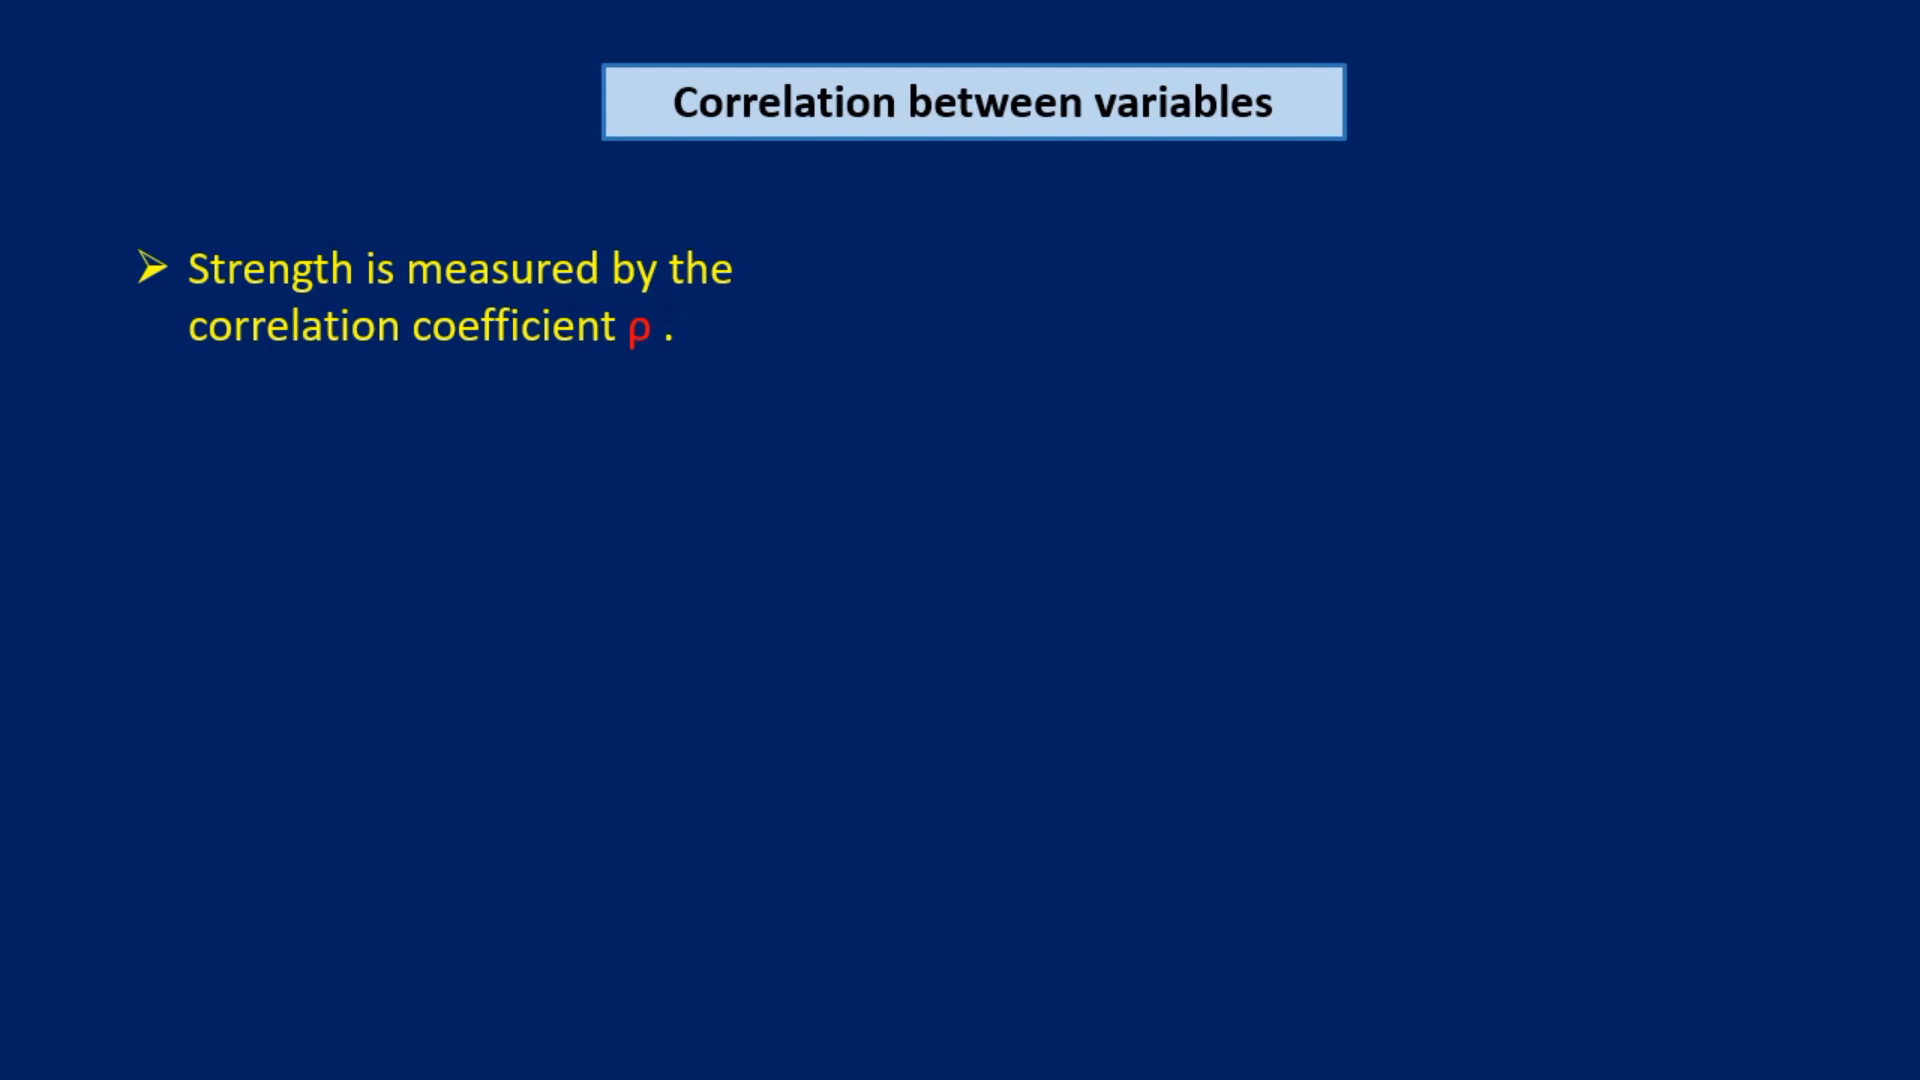 Correlation between variables
➢ Strength is measured by the
correlation coefficient ρ .